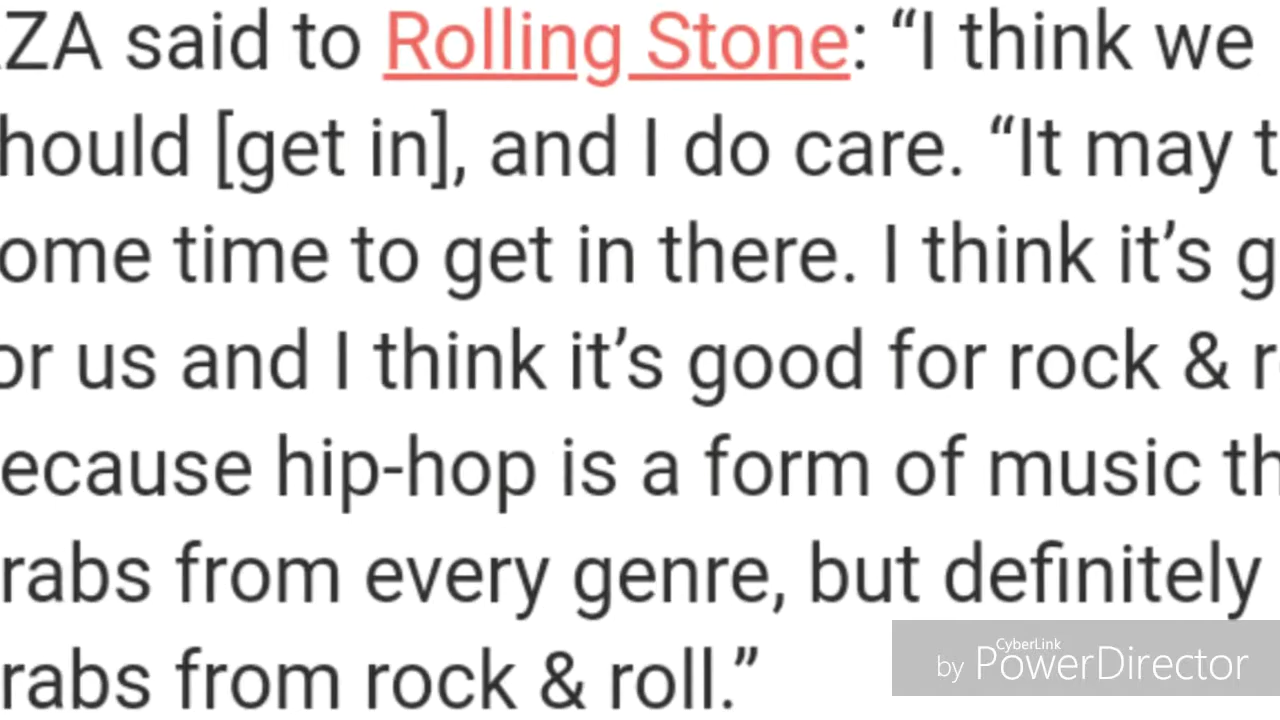 ZA said to Rolling Stone: “I think we
hould [get in], and I do care. “It may t
ome time to get in there. I think it’s g
or us and I think it’s good for rock & r
ecause hip-hop is a form of music th
rabs from every genre, but definitely
rabs from rock & roll.”
CyberLink
by PowerDirector